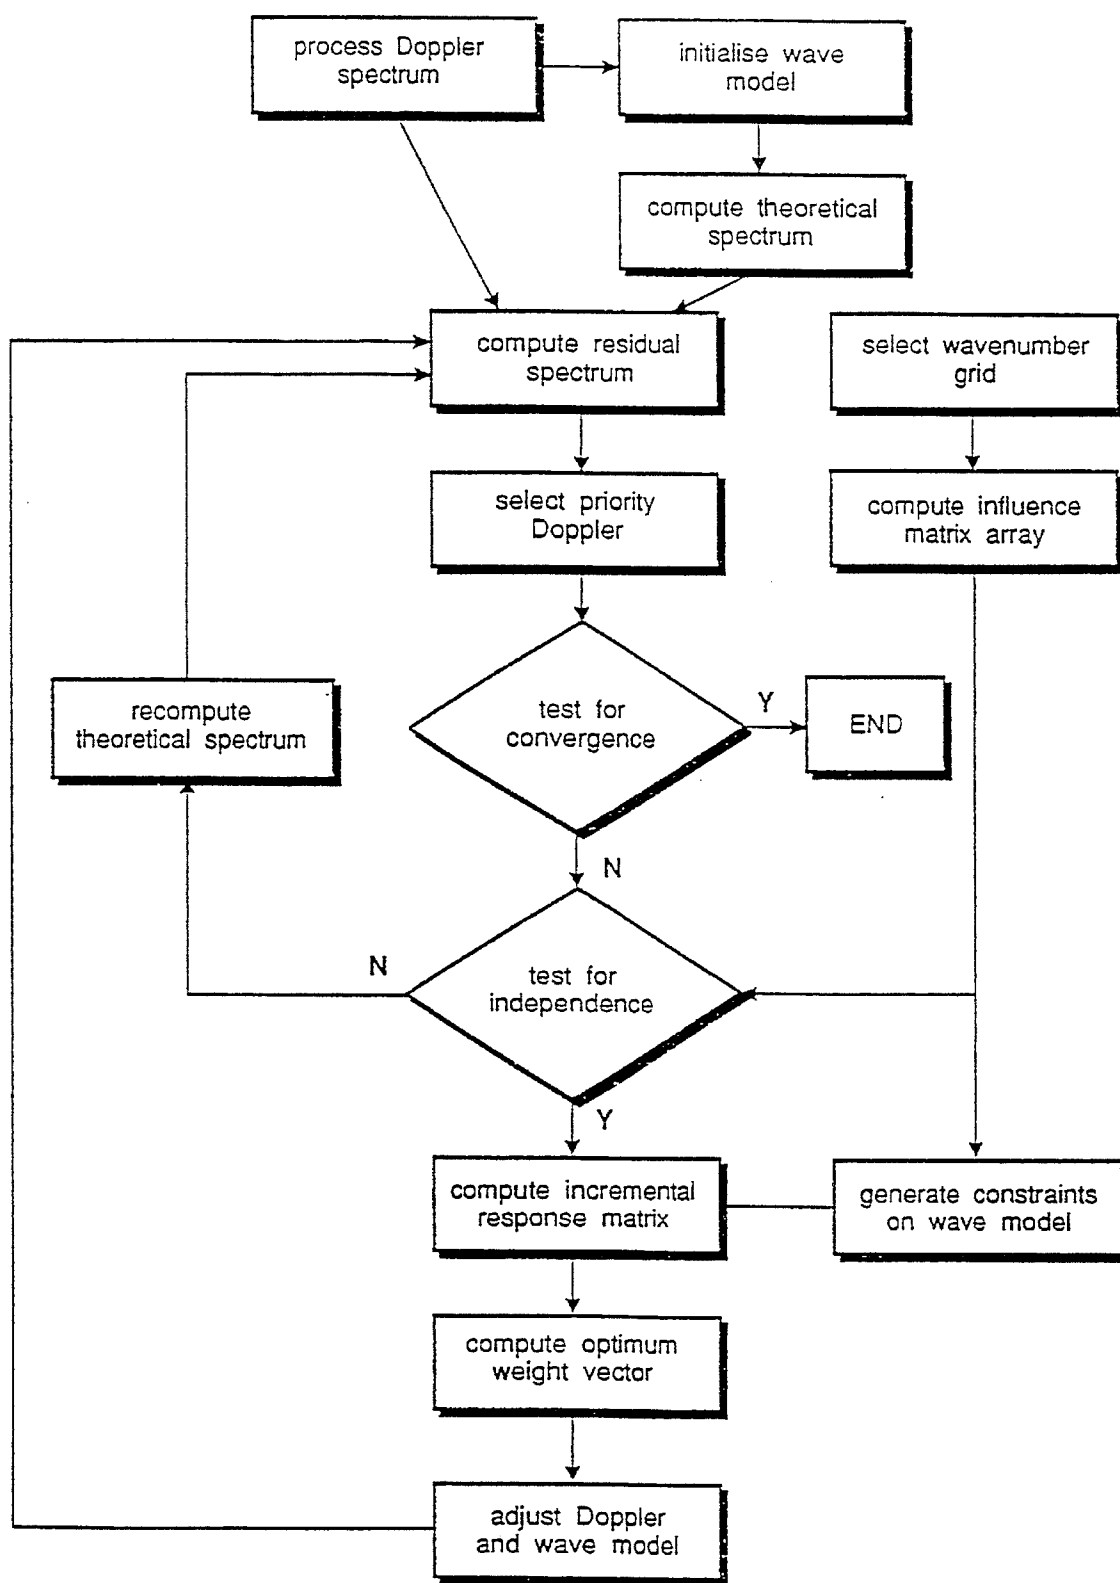 process Doppler
spectrum
initialise wave
model
compute theoretical
spectrum
compute residual
spectrum
select wavenumber
grid
select priority
Doppler
compute influence
matrix array
recompute
theoretical spectrum
test for
convergence
Y
END
N
N
test for
independence
Y
compute incremental
response matrix
generate constraints
on wave model
compute optimum
weight vector
adjust Doppler
and wave model